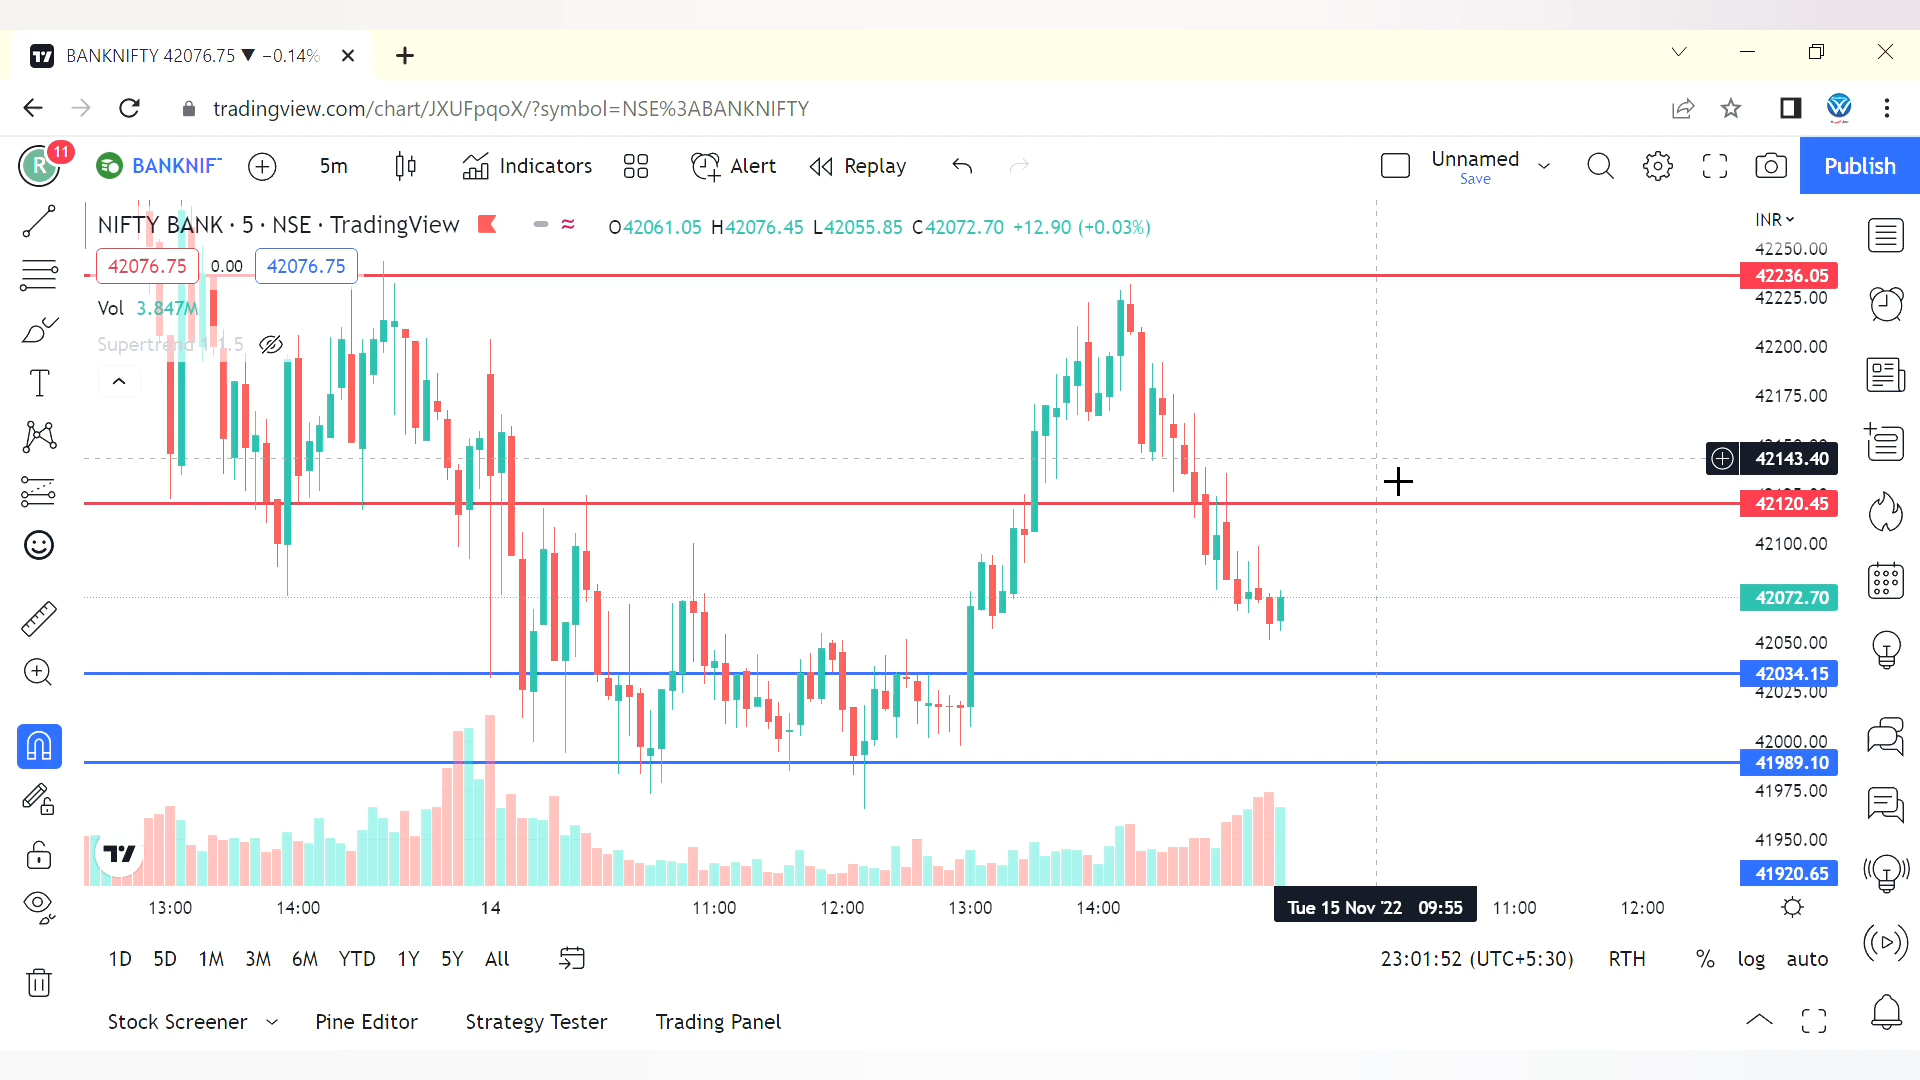 BANKNIFTY 42076.75 ▼ −0.14%
tradingview.com/chart/JXUFpqoX/?symbol=NSE%3ABANKNIFTY
R 11 BANKNIF 5m Indicators Alert Replay Unnamed Save Publish
NIFTY BANK · 5 · NSE · TradingView O42061.05 H42076.45 L42055.85 C42072.70 +12.90 (+0.03%)
INR
42250.00
42076.75 0.00 42076.75
42236.05
42225.00
Vol 3.847M
Supertrend 1 1.5
42200.00
42175.00
42143.40
42120.45
42100.00
42072.70
42050.00
42034.15
42025.00
42000.00
41989.10
41975.00
41950.00
41920.65
13:00 14:00 14 11:00 12:00 13:00 14:00 Tue 15 Nov '22 09:55 11:00 12:00
1D 5D 1M 3M 6M YTD 1Y 5Y All 23:01:52 (UTC+5:30) RTH % log auto
Stock Screener Pine Editor Strategy Tester Trading Panel